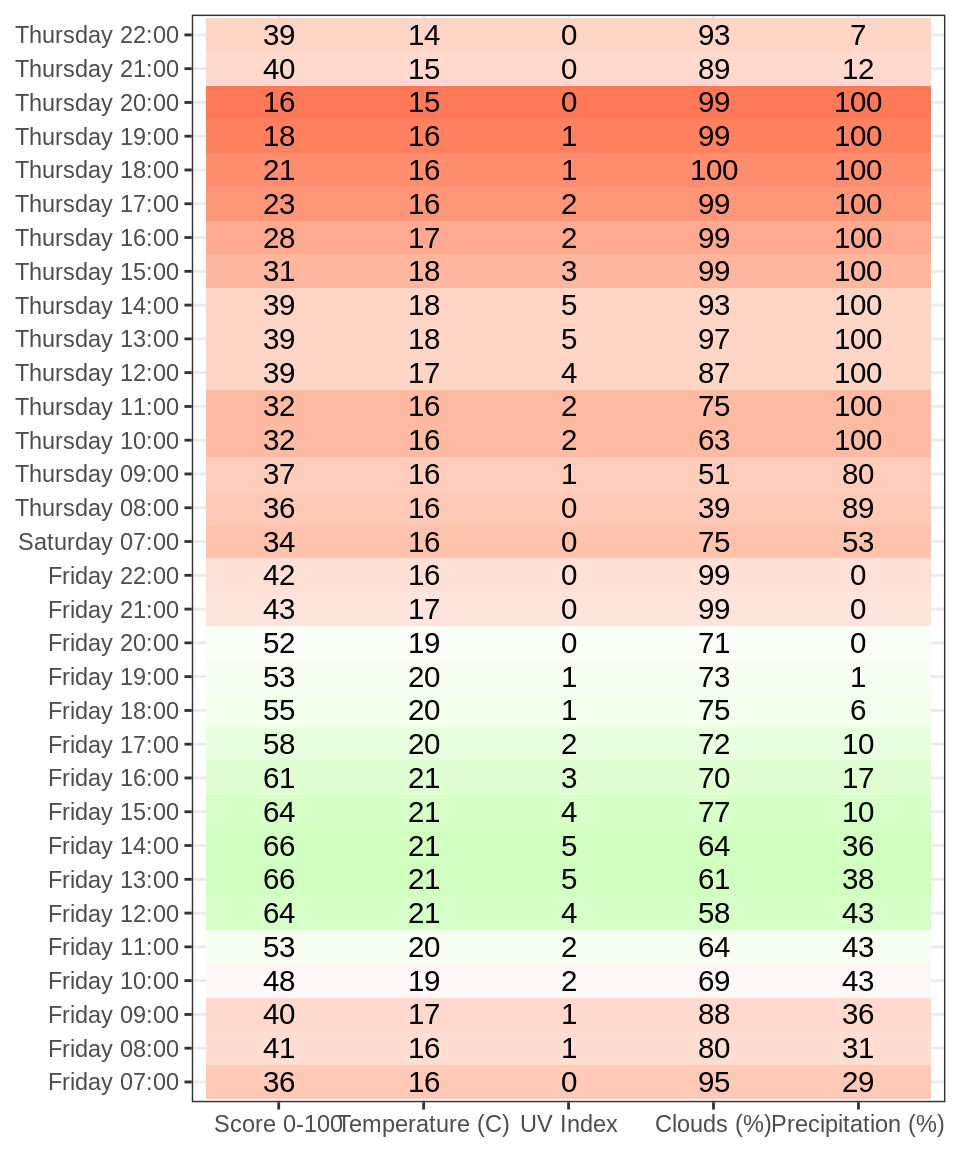 Thursday 22:00 39 14 0 93 7
Thursday 21:00 40 15 0 89 12
Thursday 20:00 16 15 0 99 100
Thursday 19:00 18 16 1 99 100
Thursday 18:00 21 16 1 100 100
Thursday 17:00 23 16 2 99 100
Thursday 16:00 28 17 2 99 100
Thursday 15:00 31 18 3 99 100
Thursday 14:00 39 18 5 93 100
Thursday 13:00 39 18 5 97 100
Thursday 12:00 39 17 4 87 100
Thursday 11:00 32 16 2 75 100
Thursday 10:00 32 16 2 63 100
Thursday 09:00 37 16 1 51 80
Thursday 08:00 36 16 0 39 89
Saturday 07:00 34 16 0 75 53
Friday 22:00 42 16 0 99 0
Friday 21:00 43 17 0 99 0
Friday 20:00 52 19 0 71 0
Friday 19:00 53 20 1 73 1
Friday 18:00 55 20 1 75 6
Friday 17:00 58 20 2 72 10
Friday 16:00 61 21 3 70 17
Friday 15:00 64 21 4 77 10
Friday 14:00 66 21 5 64 36
Friday 13:00 66 21 5 61 38
Friday 12:00 64 21 4 58 43
Friday 11:00 53 20 2 64 43
Friday 10:00 48 19 2 69 43
Friday 09:00 40 17 1 88 36
Friday 08:00 41 16 1 80 31
Friday 07:00 36 16 0 95 29
Score 0-100 Temperature (C) UV Index Clouds (%) Precipitation (%)